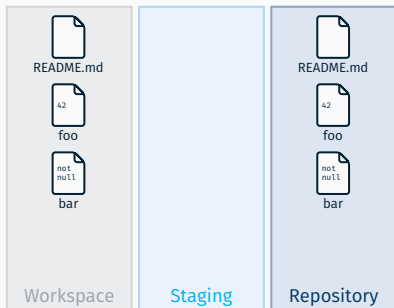 README.md
42
foo
not
null
bar
Workspace
Staging
README.md
42
foo
not
null
bar
Repository